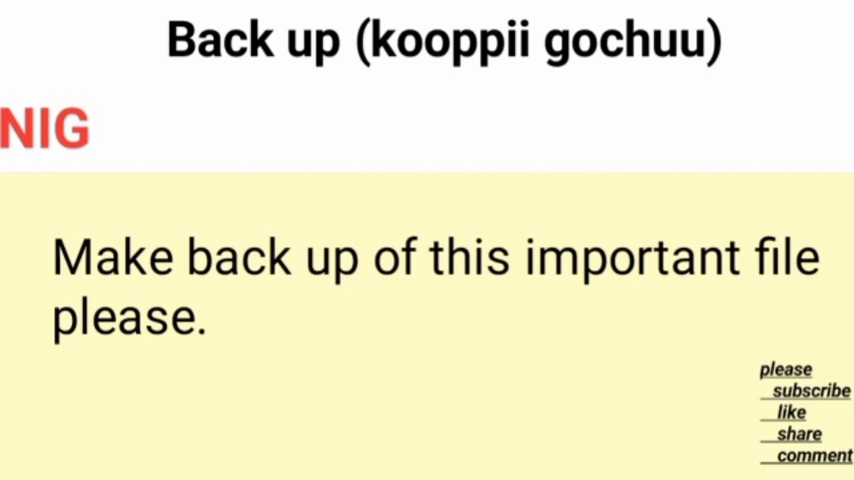 Back up (kooppii gochuu)
NIG
Make back up of this important file
please.
please
subscribe
like
share
comment